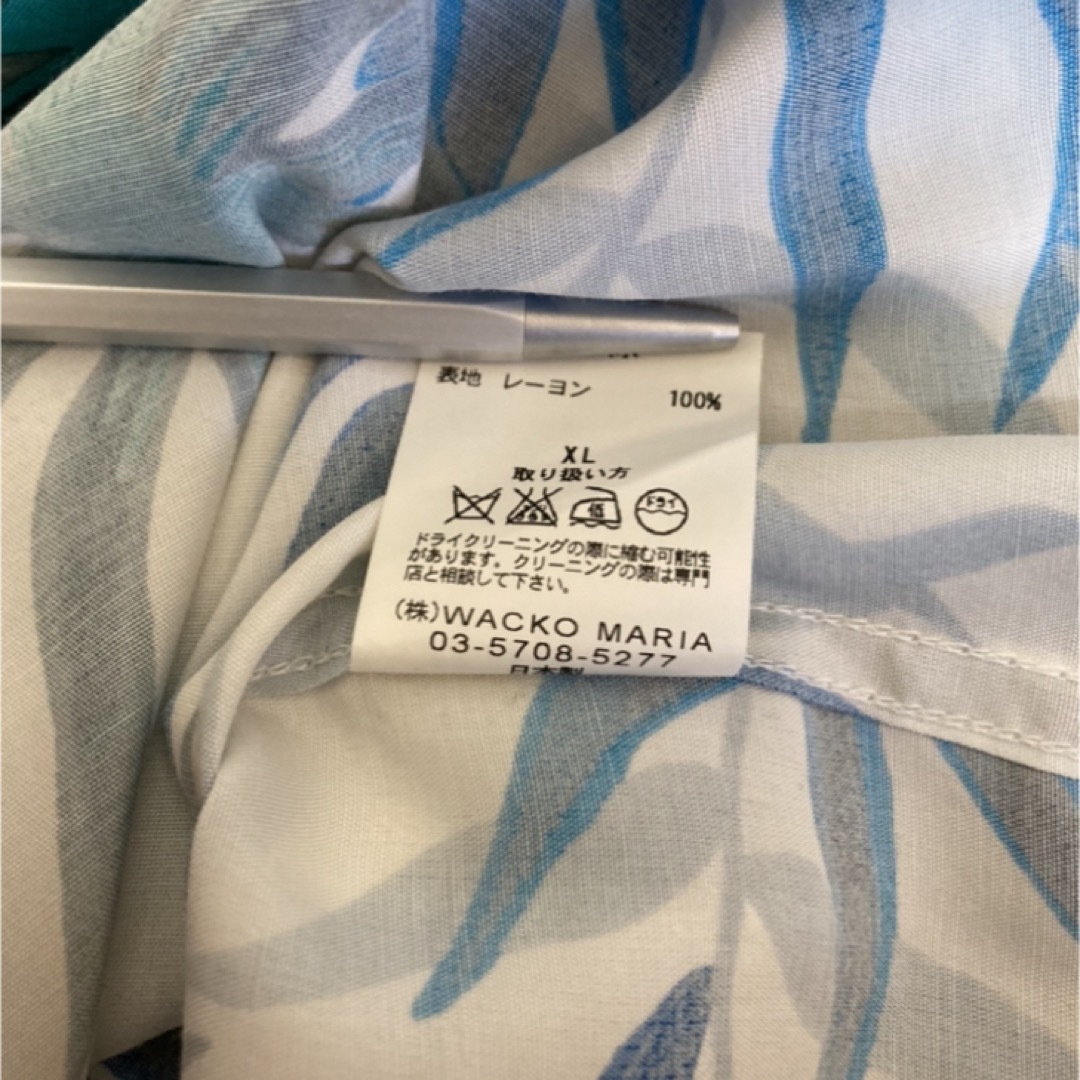 表地 レーヨン 100%
XL
取り扱い方
低 ドライ
ドライクリーニングの際に縮む可能性
があります。クリーニングの際は専門
店と相談して下さい。
(株)WACKO MARIA
03-5708-5277
日本製